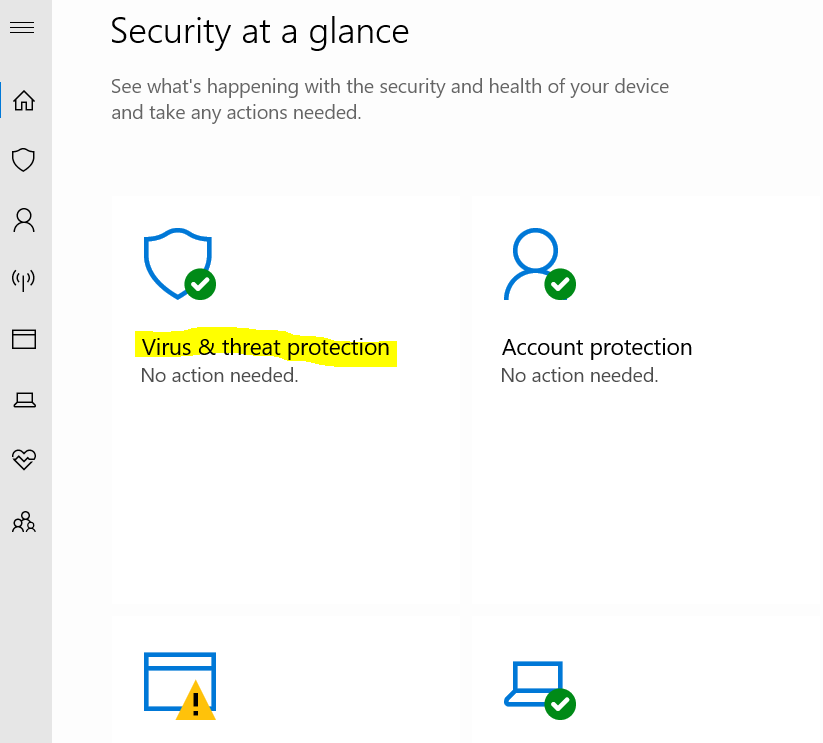 Security at a glance
See what's happening with the security and health of your device
and take any actions needed.
Virus & threat protection
No action needed.
Account protection
No action needed.